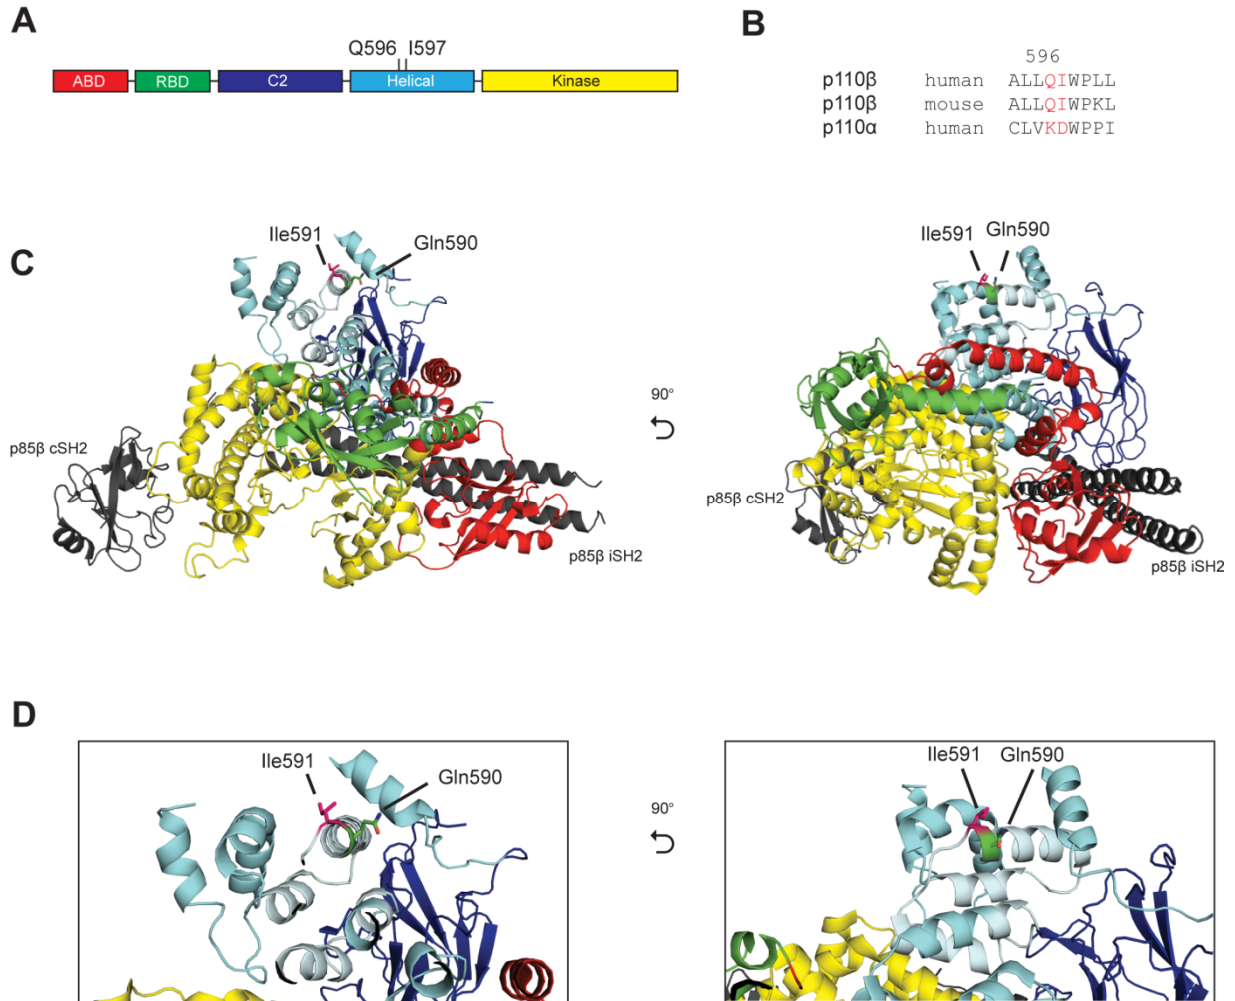 A
Q596 I597
ABD RBD C2 Helical Kinase
B
596
p110β human ALLQIWPLL
p110β mouse ALLQIWPKL
p110α human CLVKDWPPI
C
Ile591 Gln590
p85β cSH2
p85β iSH2
90°
Ile591 Gln590
p85β cSH2
p85β iSH2
D
Ile591 Gln590
90°
Ile591 Gln590